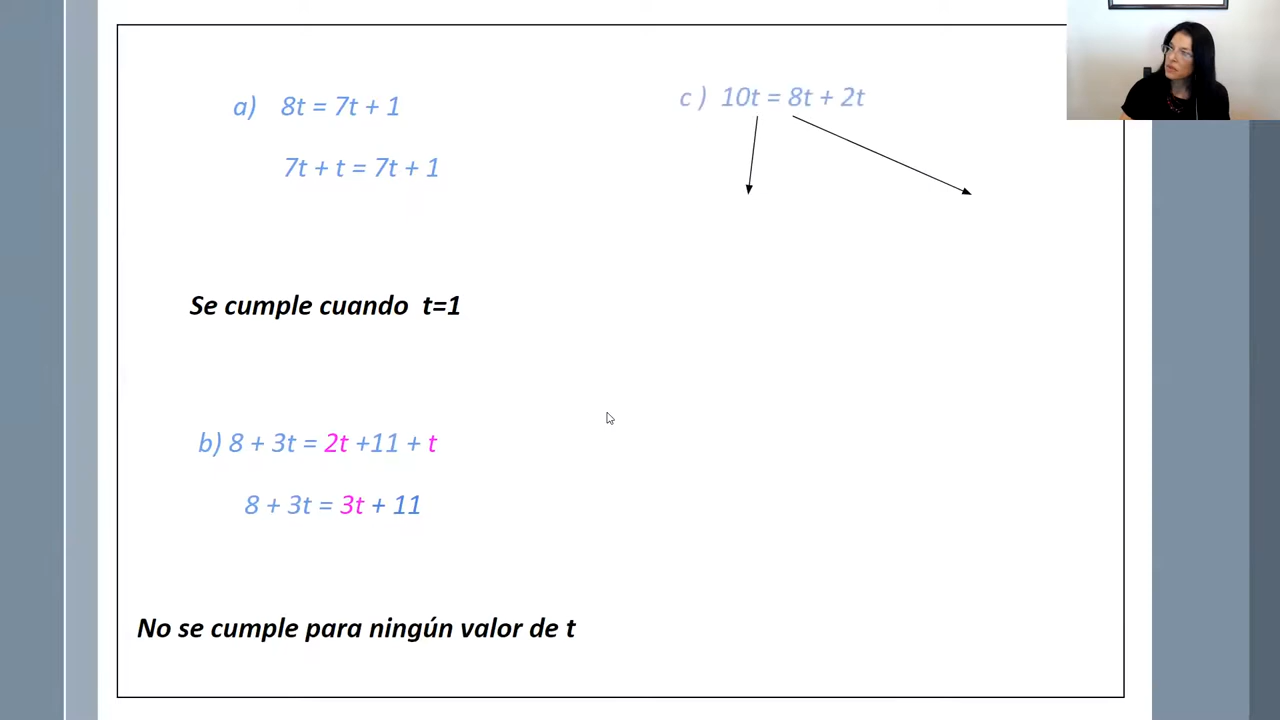 a) 8t = 7t + 1
7t + t = 7t + 1
Se cumple cuando t=1
b) 8 + 3t = 2t +11 + t
8 + 3t = 3t + 11
No se cumple para ningún valor de t
c ) 10t = 8t + 2t